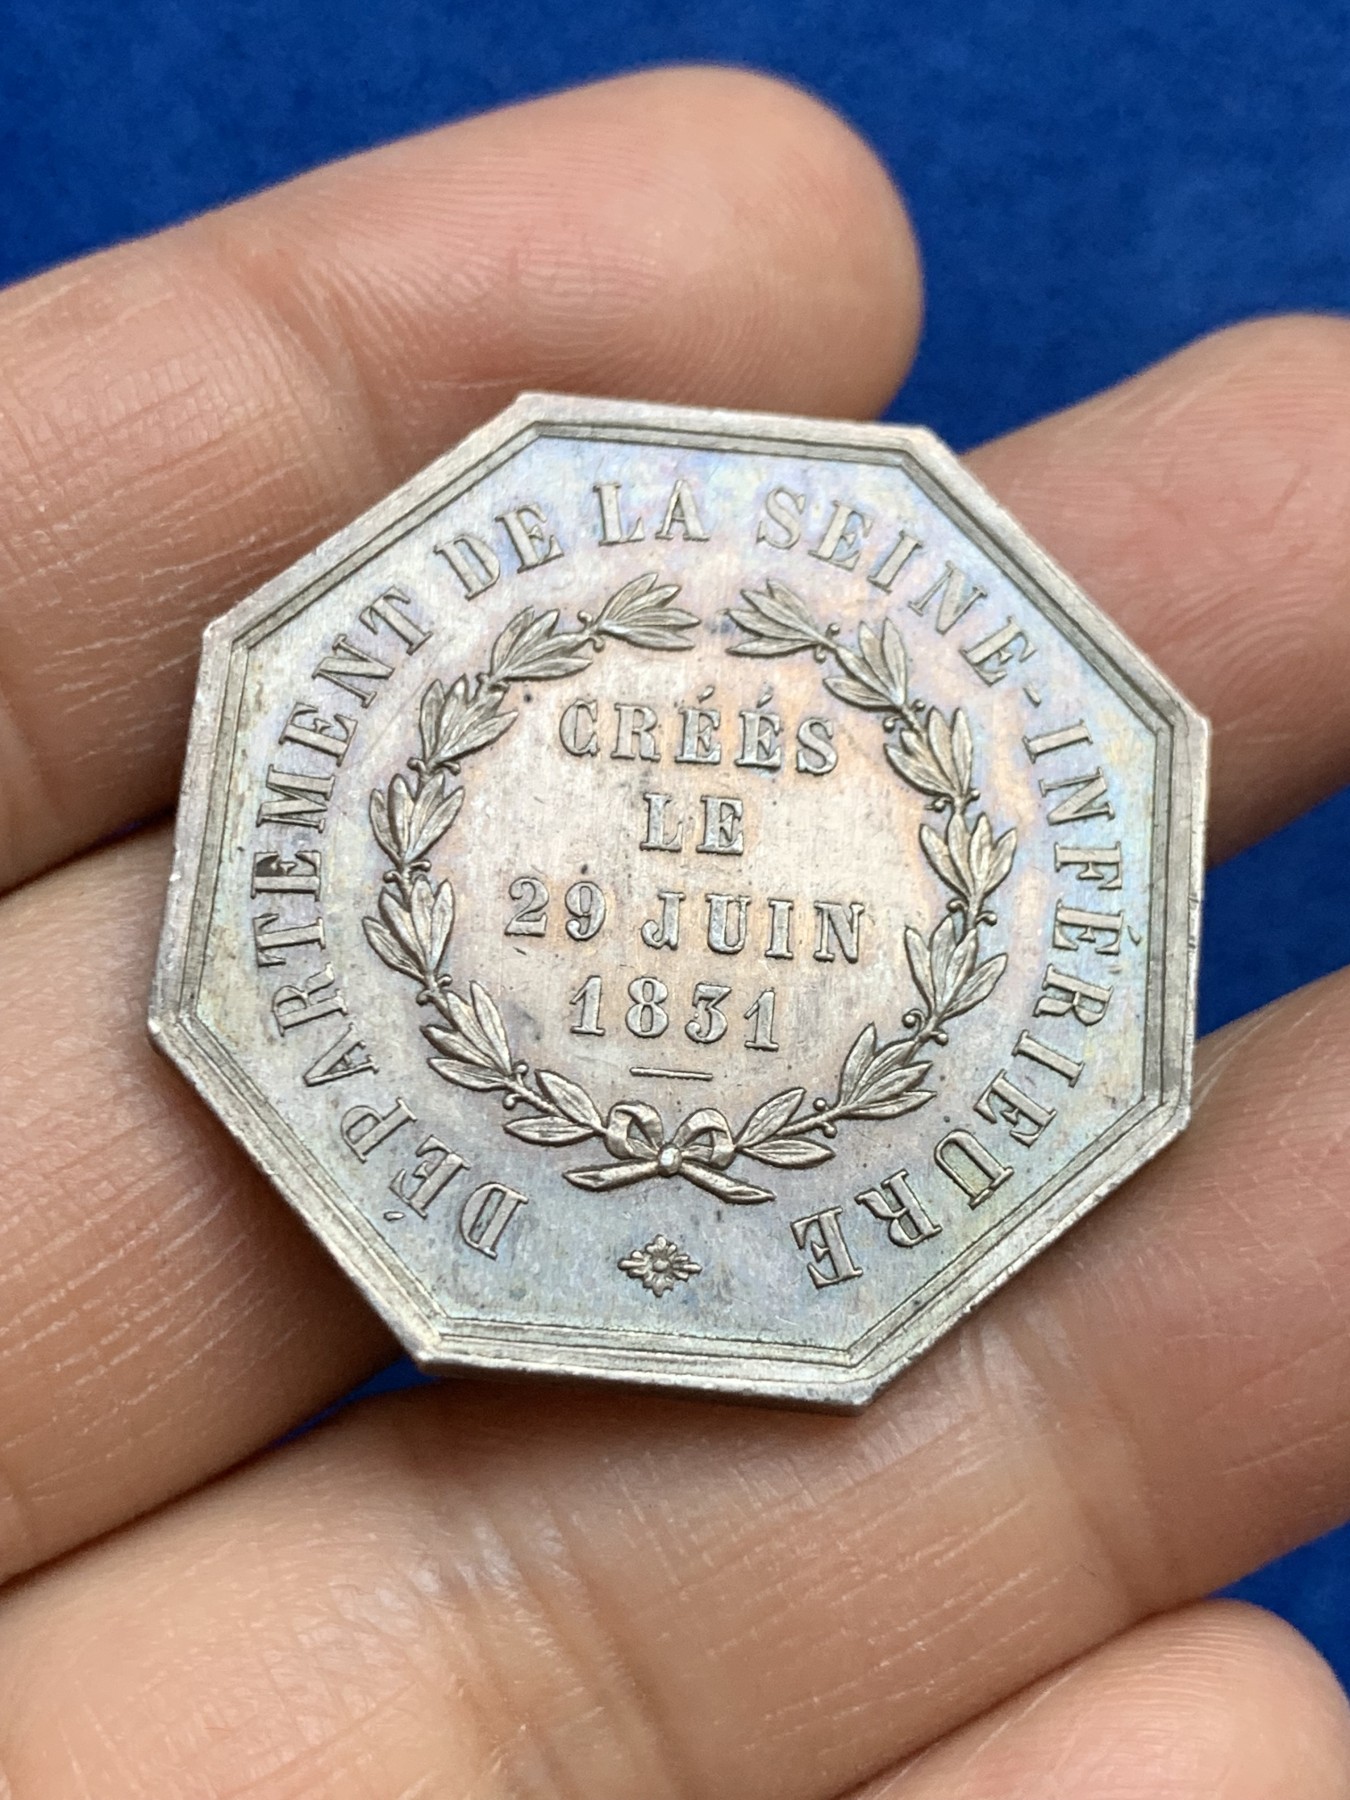 DÉPARTEMENT DE LA SEINE-INFÉRIEURE
CRÉÉS
LE
29 JUIN
1831